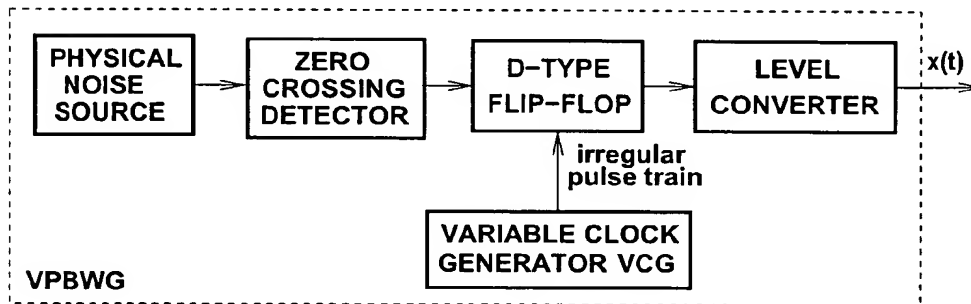 PHYSICAL
NOISE
SOURCE
ZERO
CROSSING
DETECTOR
D-TYPE
FLIP-FLOP
LEVEL
CONVERTER
x(t)
irregular
pulse train
VARIABLE CLOCK
GENERATOR VCG
VPBWG